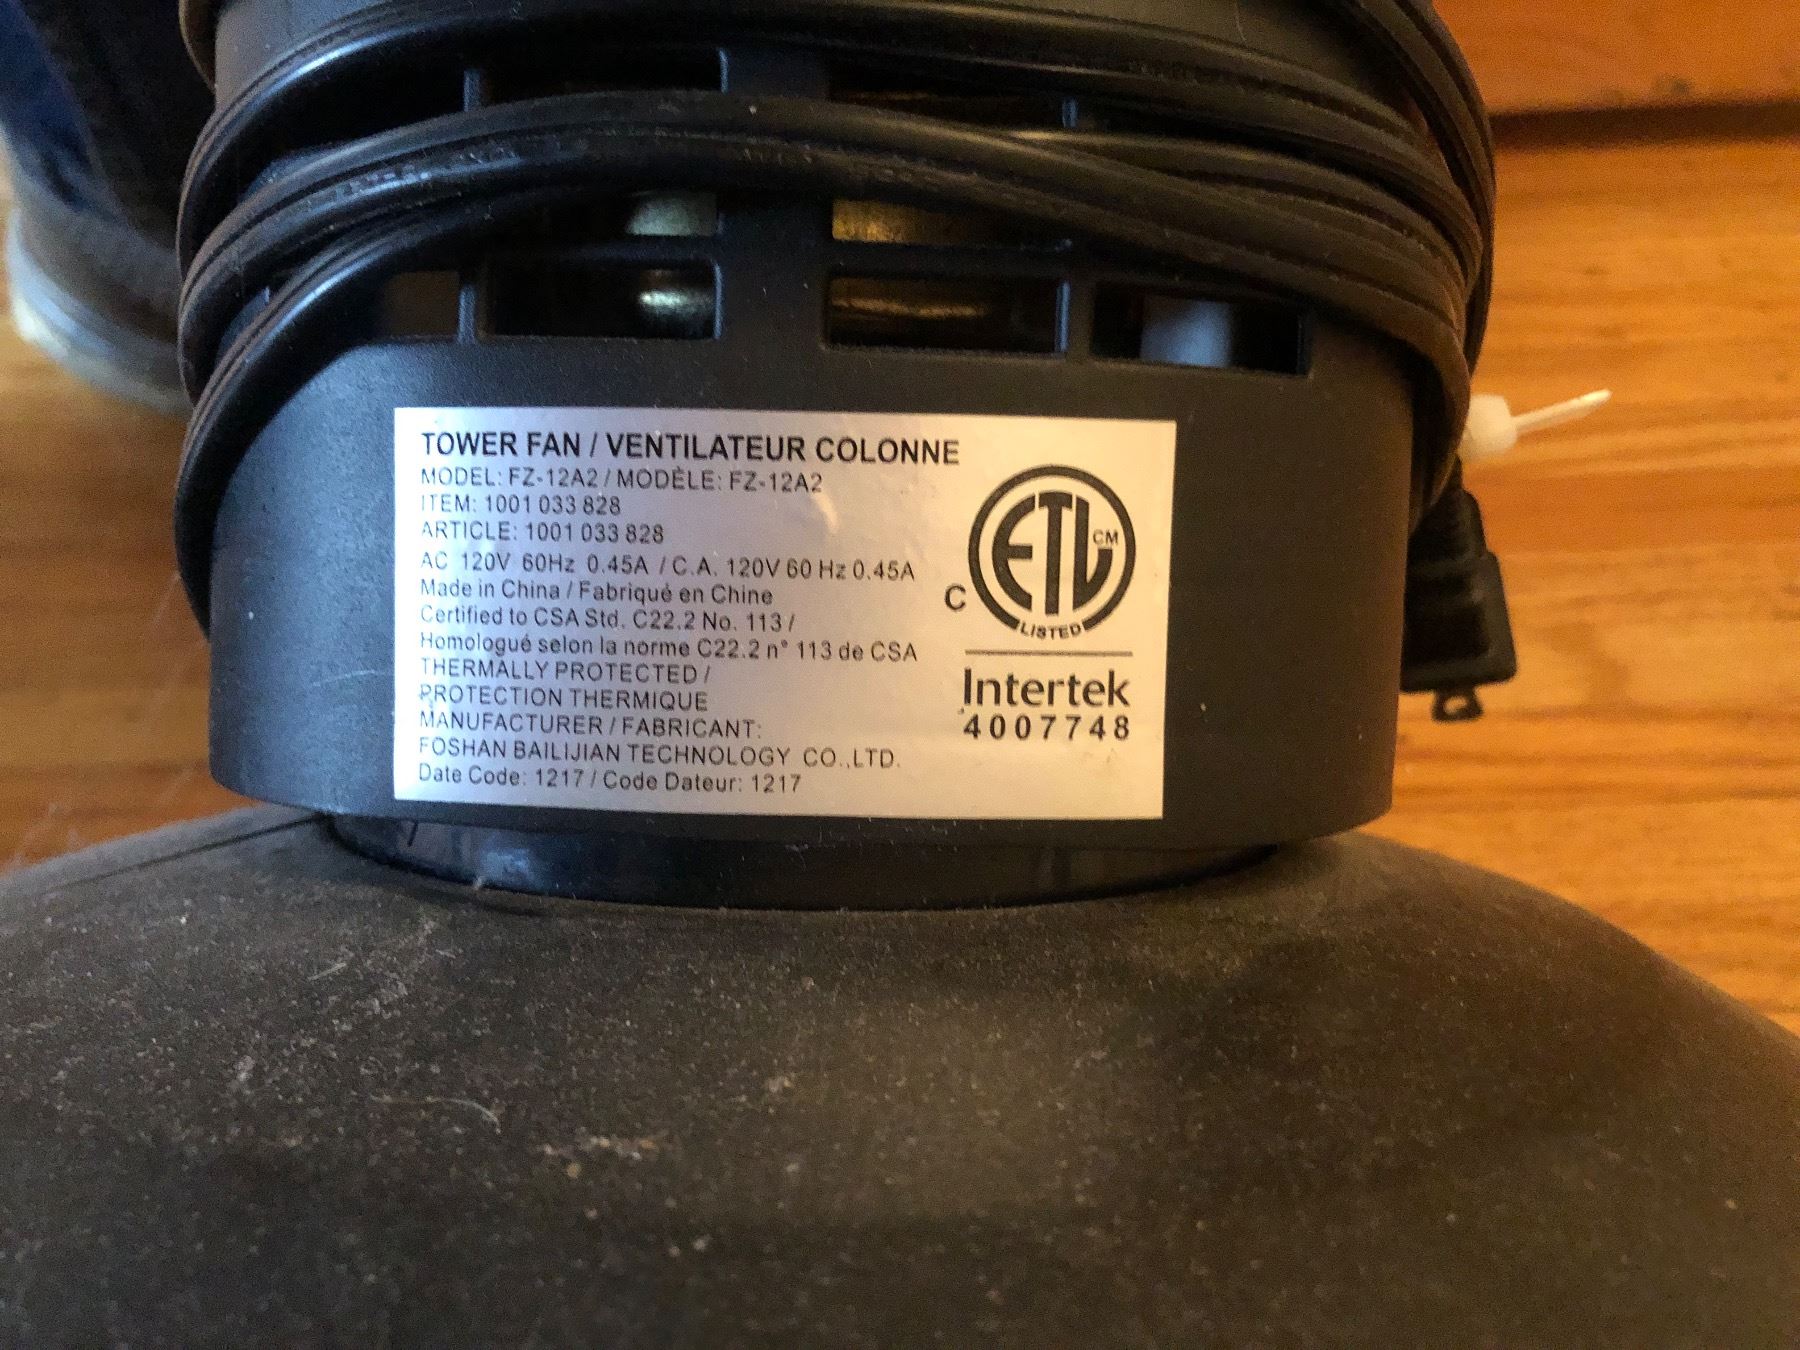 TOWER FAN / VENTILATEUR COLONNE
MODEL: FZ-12A2 / MODÈLE: FZ-12A2
ITEM: 1001 033 828
ARTICLE: 1001 033 828
AC 120V 60Hz 0.45A / C.A. 120V 60 Hz 0.45A
Made in China / Fabriqué en Chine
Certified to CSA Std. C22.2 No. 113 /
Homologué selon la norme C22.2 n° 113 de CSA
THERMALLY PROTECTED /
PROTECTION THERMIQUE
MANUFACTURER / FABRICANT:
FOSHAN BAILIJIAN TECHNOLOGY CO.,LTD.
Date Code: 1217 / Code Dateur: 1217
ETL CM
C
LISTED
Intertek
4007748